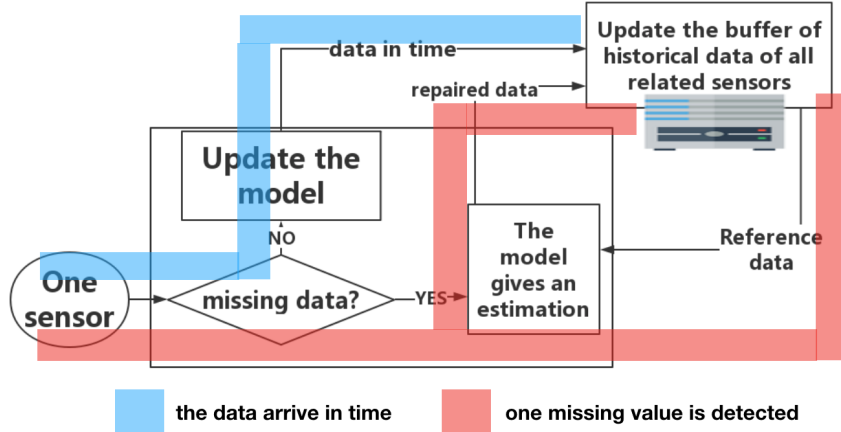 Update the buffer of
historical data of all
related sensors
data in time
repaired data
Update the
model
NO
The
model
gives an
estimation
Reference
data
One
sensor
missing data?
YES
the data arrive in time
one missing value is detected